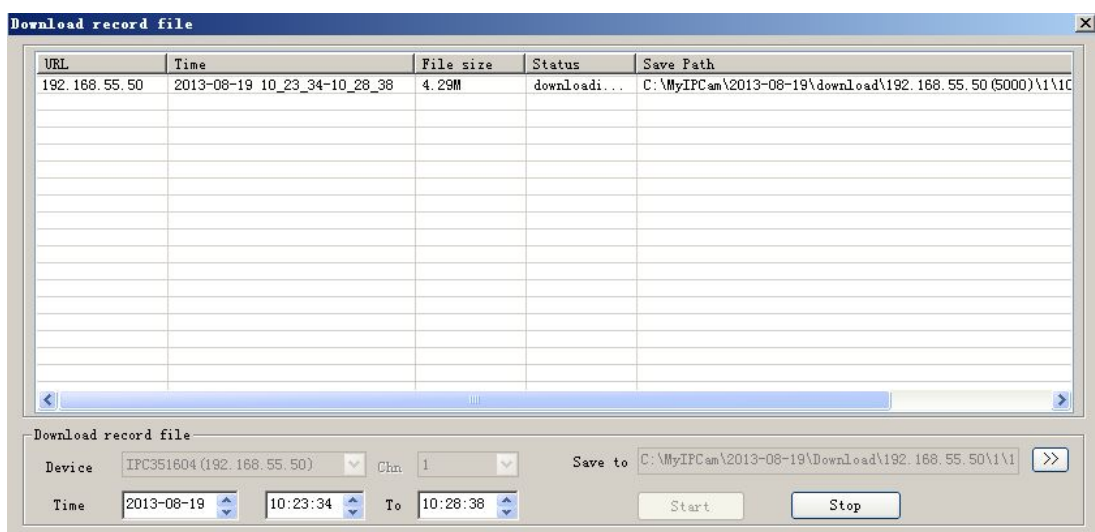 Download record file
URL Time File size Status Save Path
192.168.55.50 2013-08-19 10_23_34-10_28_38 4.29M downloadi... C:\MyIPCam\2013-08-19\download\192.168.55.50(5000)\1\10
Download record file
Device IPC351604(192.168.55.50) Chn 1 Save to C:\MyIPCam\2013-08-19\Download\192.168.55.50\1\1 >>
Time 2013-08-19 10:23:34 To 10:28:38 Start Stop